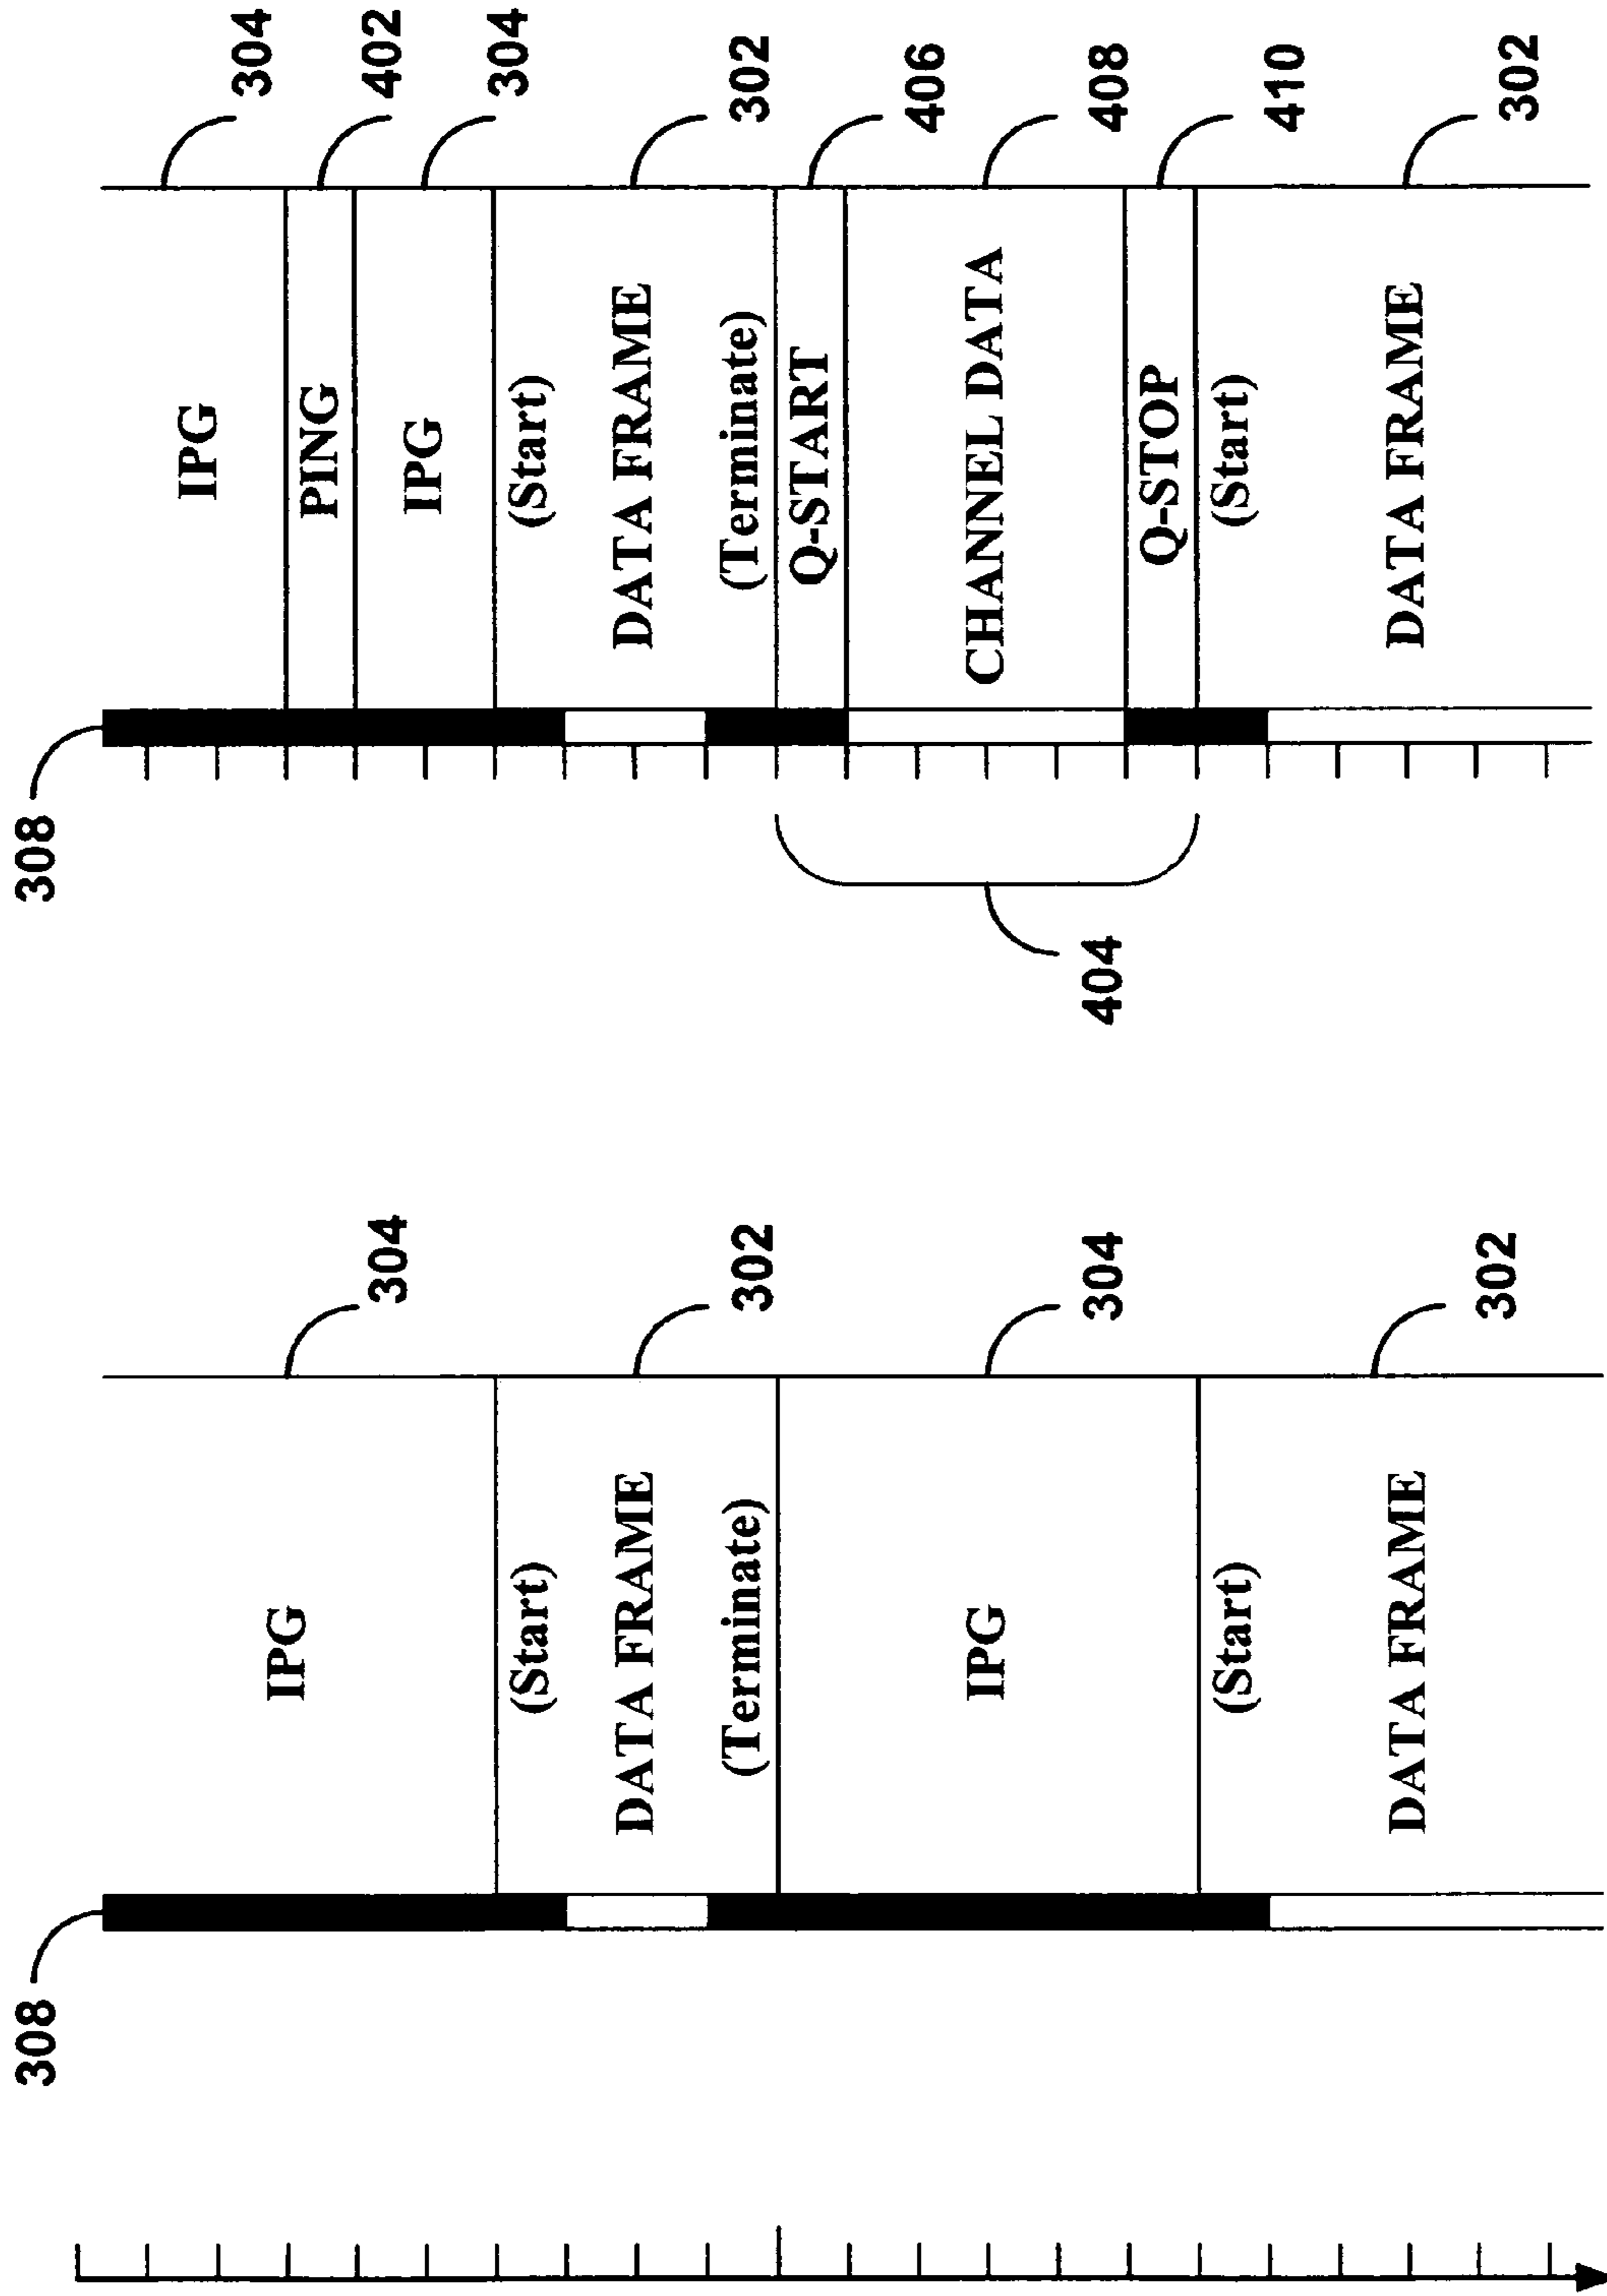 308
IPG
304
(Start)
DATA FRAME
302
(Terminate)
IPG
304
(Start)
DATA FRAME
302
308
IPG
304
PING
402
IPG
304
(Start)
DATA FRAME
302
(Terminate)
Q-START
406
CHANNEL DATA
408
404
Q-STOP
410
(Start)
DATA FRAME
302